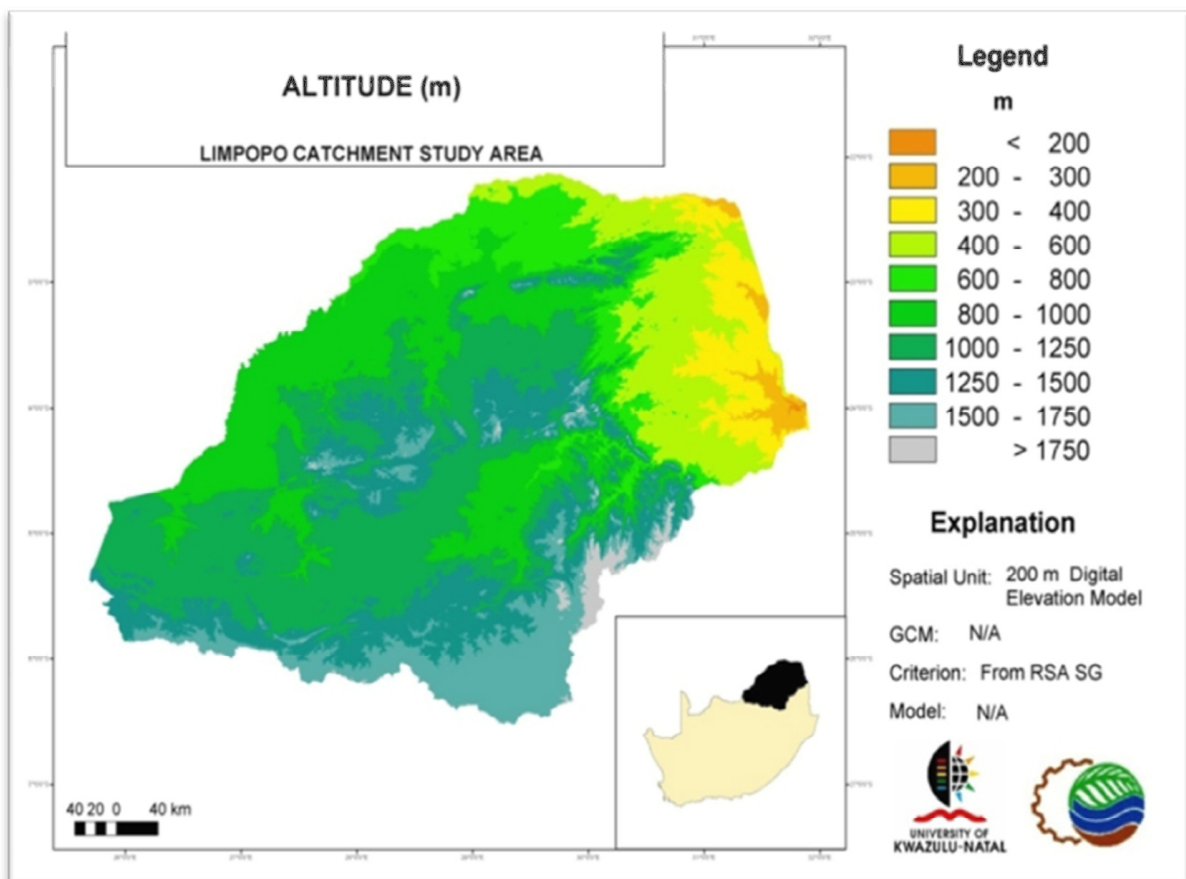 ALTITUDE (m)
LIMPOPO CATCHMENT STUDY AREA
Legend
m
< 200
200 - 300
300 - 400
400 - 600
600 - 800
800 - 1000
1000 - 1250
1250 - 1500
1500 - 1750
> 1750
Explanation
Spatial Unit: 200 m Digital
Elevation Model
GCM: N/A
Criterion: From RSA SG
Model: N/A
40 20 0 40 km
UNIVERSITY OF
KWAZULU-NATAL